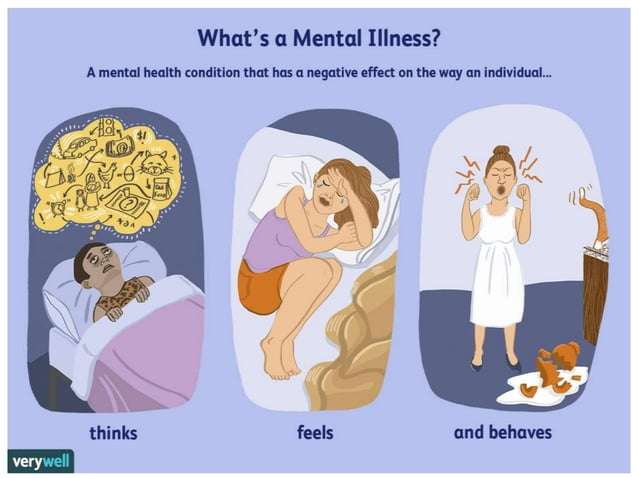 What's a Mental Illness?
A mental health condition that has a negative effect on the way an individual...
$!
thinks
feels
and behaves
verywell